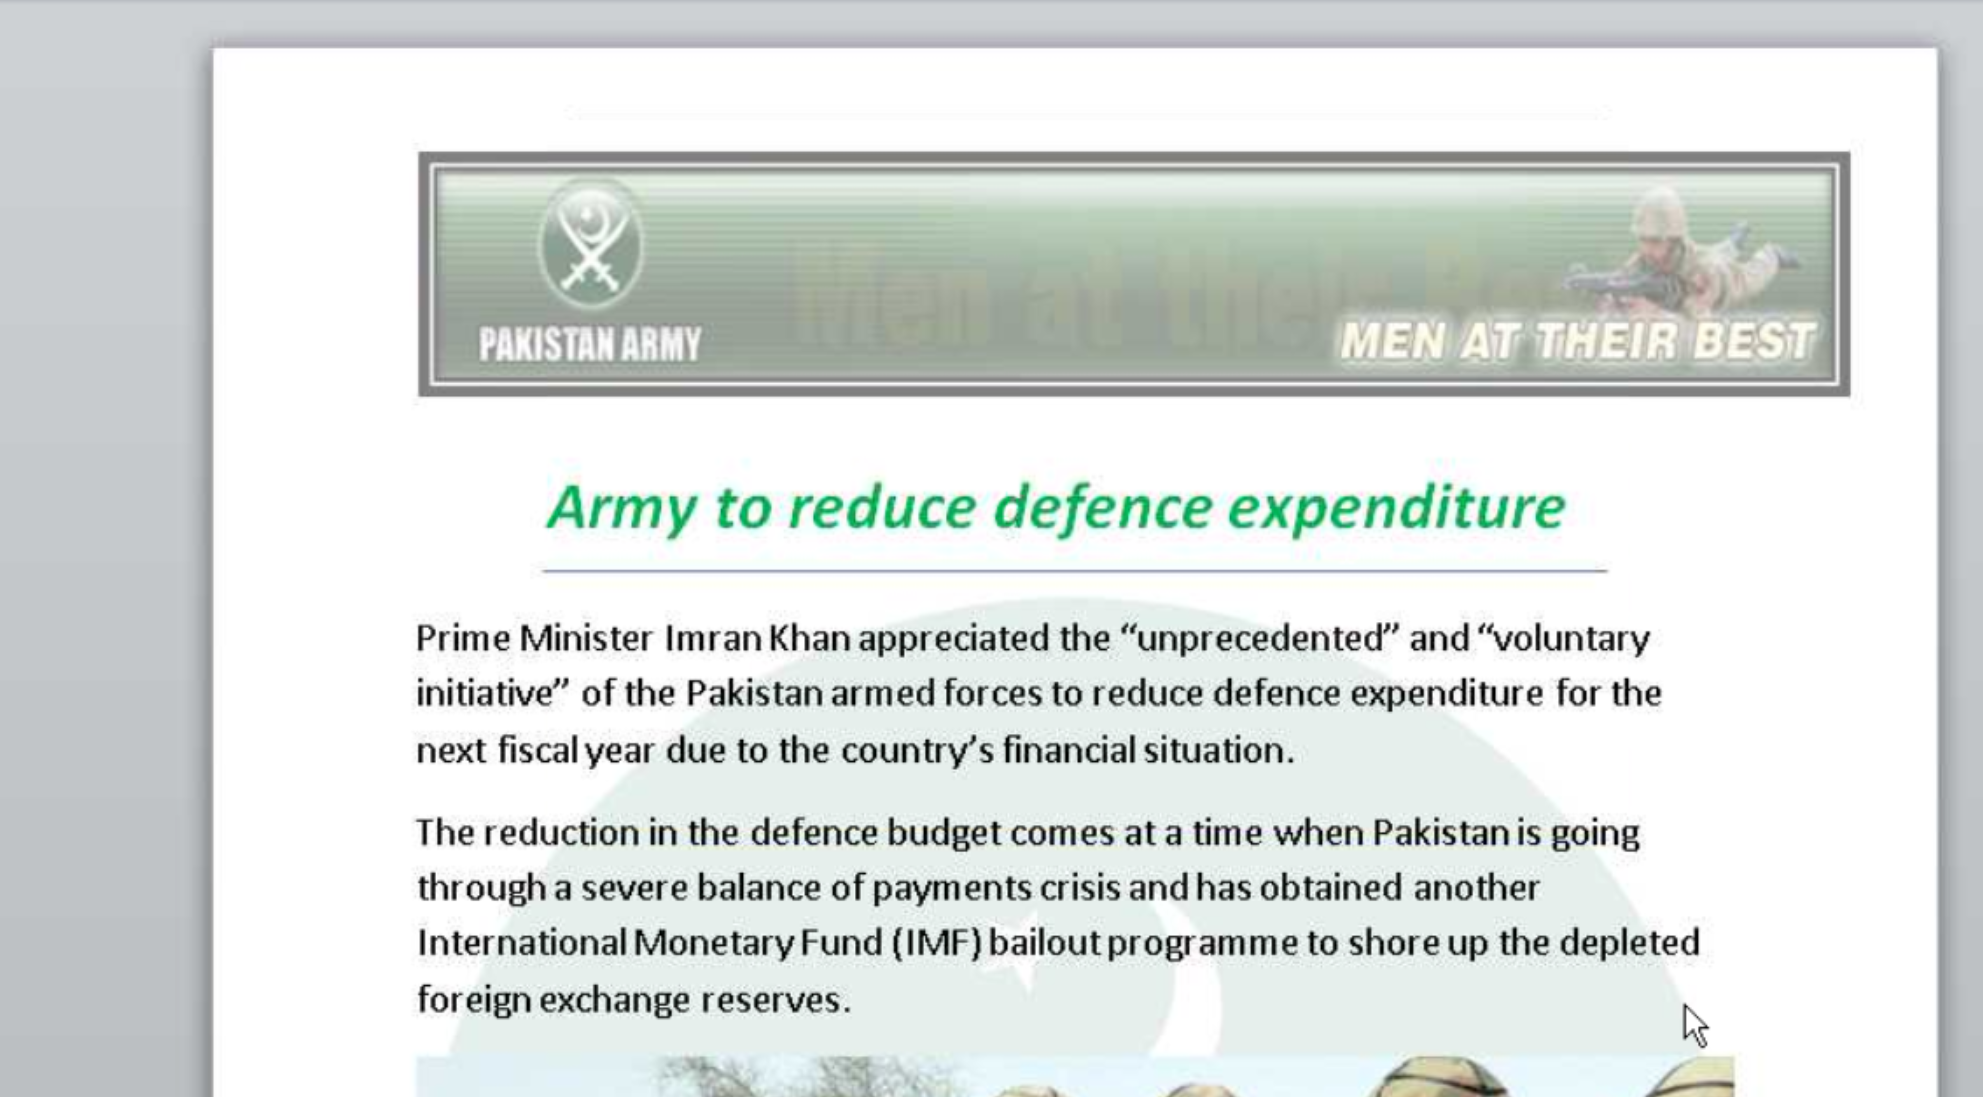 Men at their Best
PAKISTAN ARMY
MEN AT THEIR BEST
Army to reduce defence expenditure
Prime Minister Imran Khan appreciated the “unprecedented” and “voluntary
initiative” of the Pakistan armed forces to reduce defence expenditure for the
next fiscal year due to the country’s financial situation.
The reduction in the defence budget comes at a time when Pakistan is going
through a severe balance of payments crisis and has obtained another
International Monetary Fund (IMF) bailout programme to shore up the depleted
foreign exchange reserves.